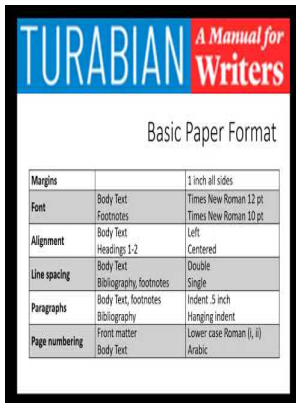 TURABIAN
A Manual for
Writers
Basic Paper Format
Margins 1 inch all sides
Font Body Text Times New Roman 12 pt
Footnotes Times New Roman 10 pt
Alignment Body Text Left
Headings 1-2 Centered
Line spacing Body Text Double
Bibliography, footnotes Single
Paragraphs Body Text, footnotes Indent .5 inch
Bibliography Hanging indent
Page numbering Front matter Lower case Roman (i, ii)
Body Text Arabic